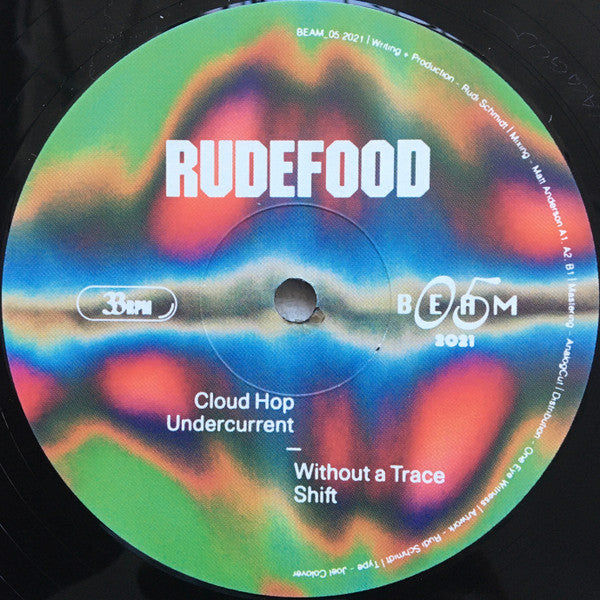 BEAM_05 2021 | Writing + Production - Rudi Schmidt | Mixing - Matt Anderson A1, A2, B1 | Mastering - AnalogCut | Distribution - One Eye Witness | Artwork - Rudi Schmidt | Type - Joel Colover
RUDEFOOD
33RPM
BEAM 05
2021
Cloud Hop
Undercurrent
—
Without a Trace
Shift